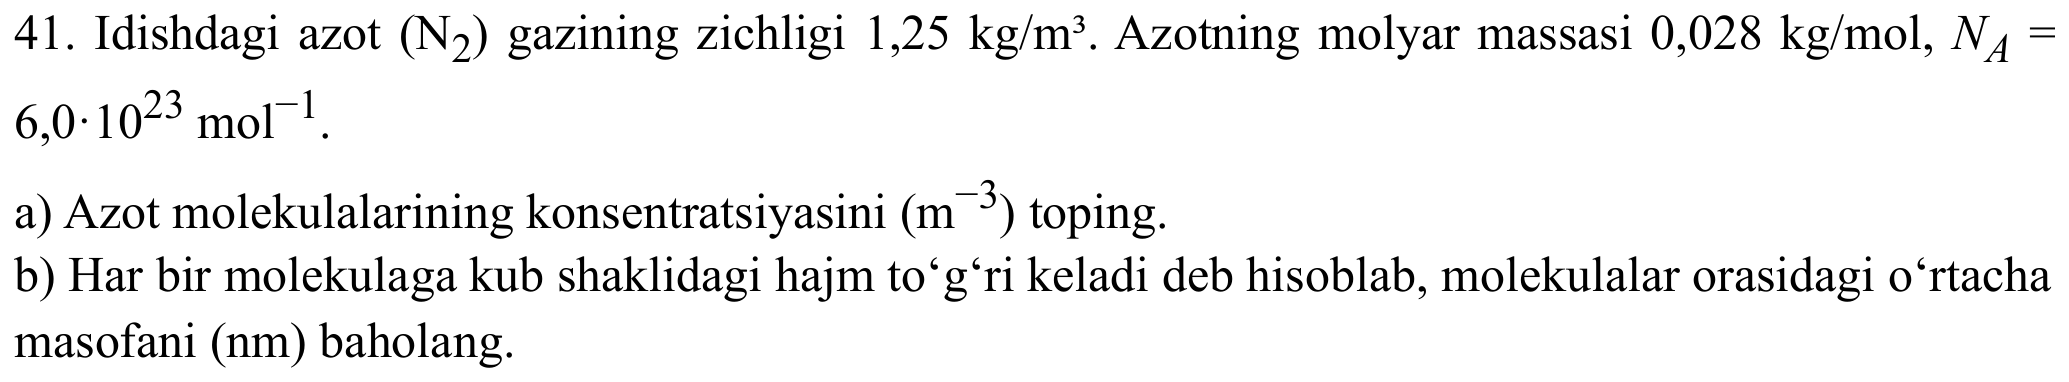 41. Idishdagi azot (N₂) gazining zichligi 1,25 kg/m³. Azotning molyar massasi 0,028 kg/mol, N_A =
6,0·10²³ mol⁻¹.
a) Azot molekulalarining konsentratsiyasini (m⁻³) toping.
b) Har bir molekulaga kub shaklidagi hajm to‘g‘ri keladi deb hisoblab, molekulalar orasidagi o‘rtacha
masofani (nm) baholang.